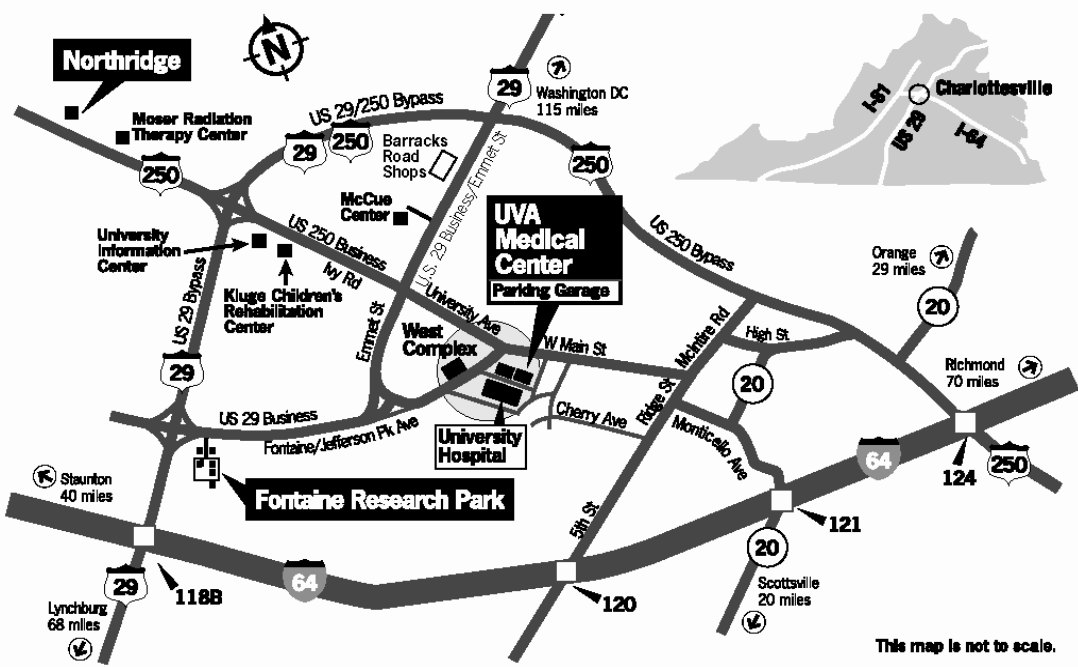 Northridge
N
Moser Radiation
Therapy Center
250
US 29/250 Bypass
29
250
Barracks
Road
Shops
29
Washington DC
115 miles
U.S. 29 Business/Emmet St
250
I-81
US 29
I-64
Charlottesville
McCue
Center
University
Information
Center
Kluge Children's
Rehabilitation
Center
US 250 Business
Ivy Rd
US 29 Bypass
UVA
Medical
Center
Parking Garage
US 250 Bypass
Orange
29 miles
20
University Ave
Emmet St
West
Complex
W Main St
McIntire Rd
High St
Richmond
70 miles
29
US 29 Business
Fontaine/Jefferson Pk Ave
University
Hospital
Cherry Ave
Ridge St
20
Monticello Ave
64
124
250
Staunton
40 miles
Fontaine Research Park
5th St
121
20
29
118B
64
120
Lynchburg
68 miles
Scottsville
20 miles
This map is not to scale.